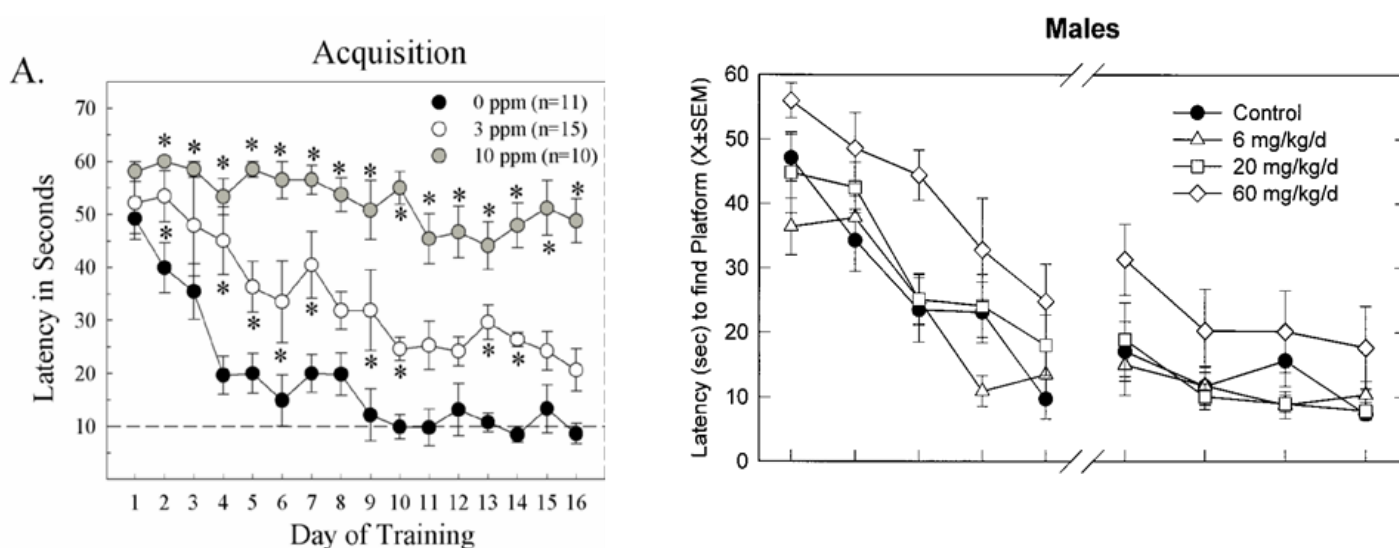 A.
Acquisition
Latency in Seconds
70
60
50
40
30
20
10
0 ppm (n=11)
3 ppm (n=15)
10 ppm (n=10)
* * * * * * * * * * * * * * *
* * * * * * * * * *
1 2 3 4 5 6 7 8 9 10 11 12 13 14 15 16
Day of Training
Males
Latency (sec) to find Platform (X±SEM)
60
50
40
30
20
10
0
Control
6 mg/kg/d
20 mg/kg/d
60 mg/kg/d